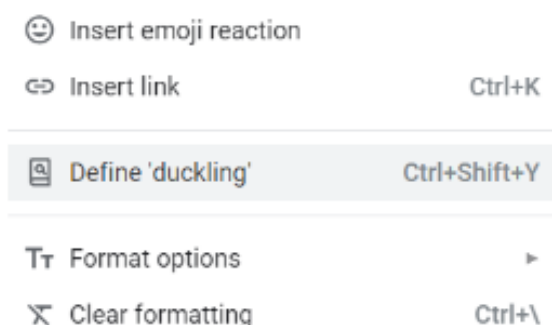 Insert emoji reaction
Insert link Ctrl+K
Define 'duckling' Ctrl+Shift+Y
Format options
Clear formatting Ctrl+\